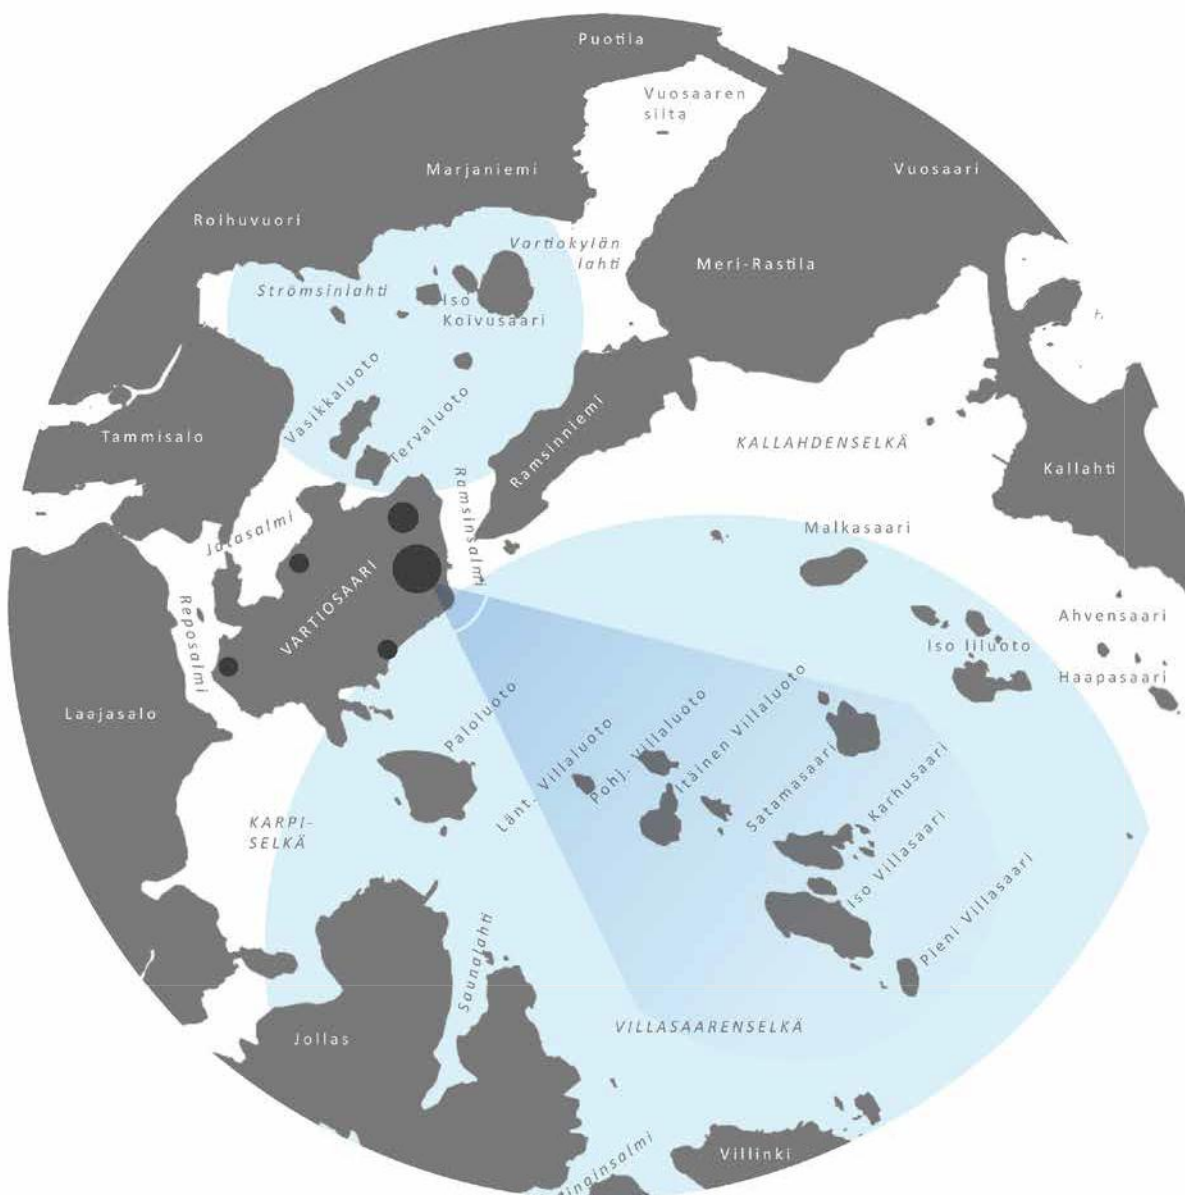 Puotila
Vuosaaren
silta
Marjaniemi
Vuosaari
Roihuvuori
Vartiokylän
lahti
Meri-Rastila
Strömsinlahti
Iso
Koivusaari
Vasikkaluoto
Tervaluoto
Tammisalo
Ramsinniemi
KALLAHDENSELKÄ
Kallahti
Jatasalmi
Ramsinsalmi
Malkasaari
VARTIOSAARI
Reposalmi
Ahvensaari
Iso Iiluoto
Haapasaari
Laajasalo
Paloluoto
Länt. Villaluoto
Pohj. Villaluoto
Itäinen Villaluoto
Satamasaari
Karhusaari
KARPI-
SELKÄ
Iso Villasaari
Pieni Villasaari
Saunalahti
VILLASAARENSELKÄ
Jollas
Villinki
inginsalmi